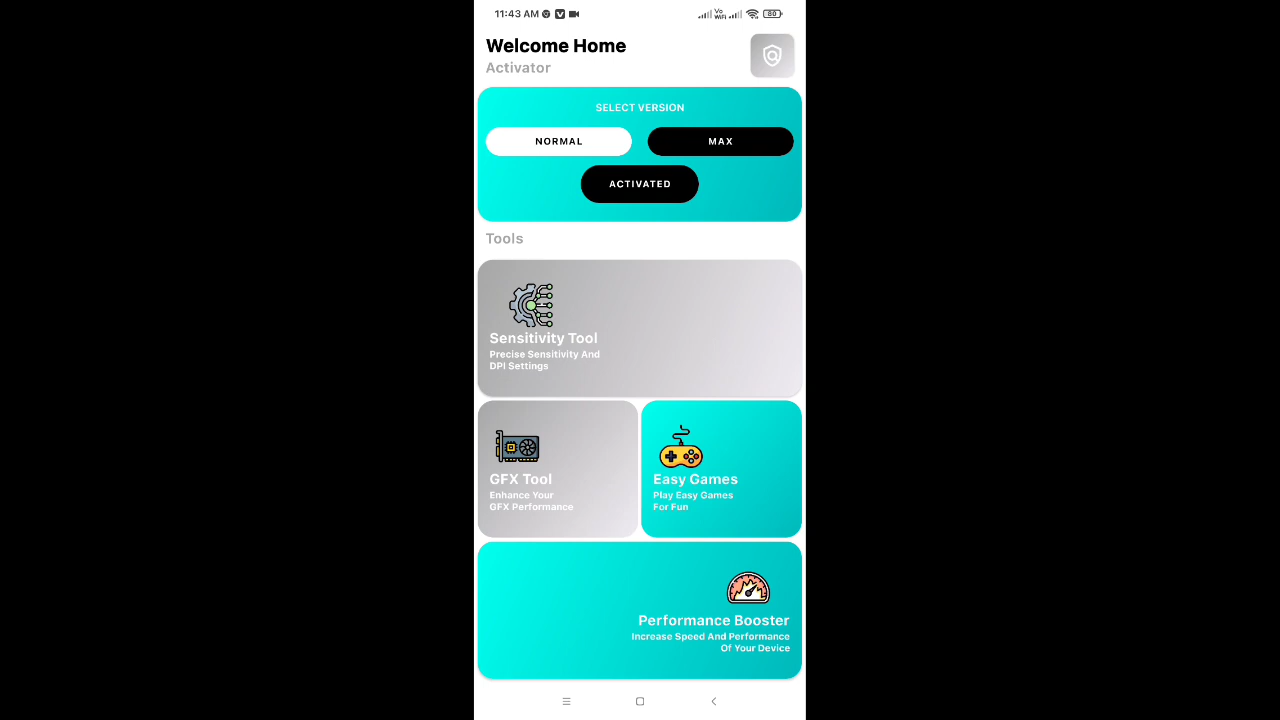 11:43 AM
Vo
WiFi
80
Welcome Home
Activator
SELECT VERSION
NORMAL
MAX
ACTIVATED
Tools
Sensitivity Tool
Precise Sensitivity And
DPI Settings
GFX Tool
Enhance Your
GFX Performance
Easy Games
Play Easy Games
For Fun
Performance Booster
Increase Speed And Performance
Of Your Device